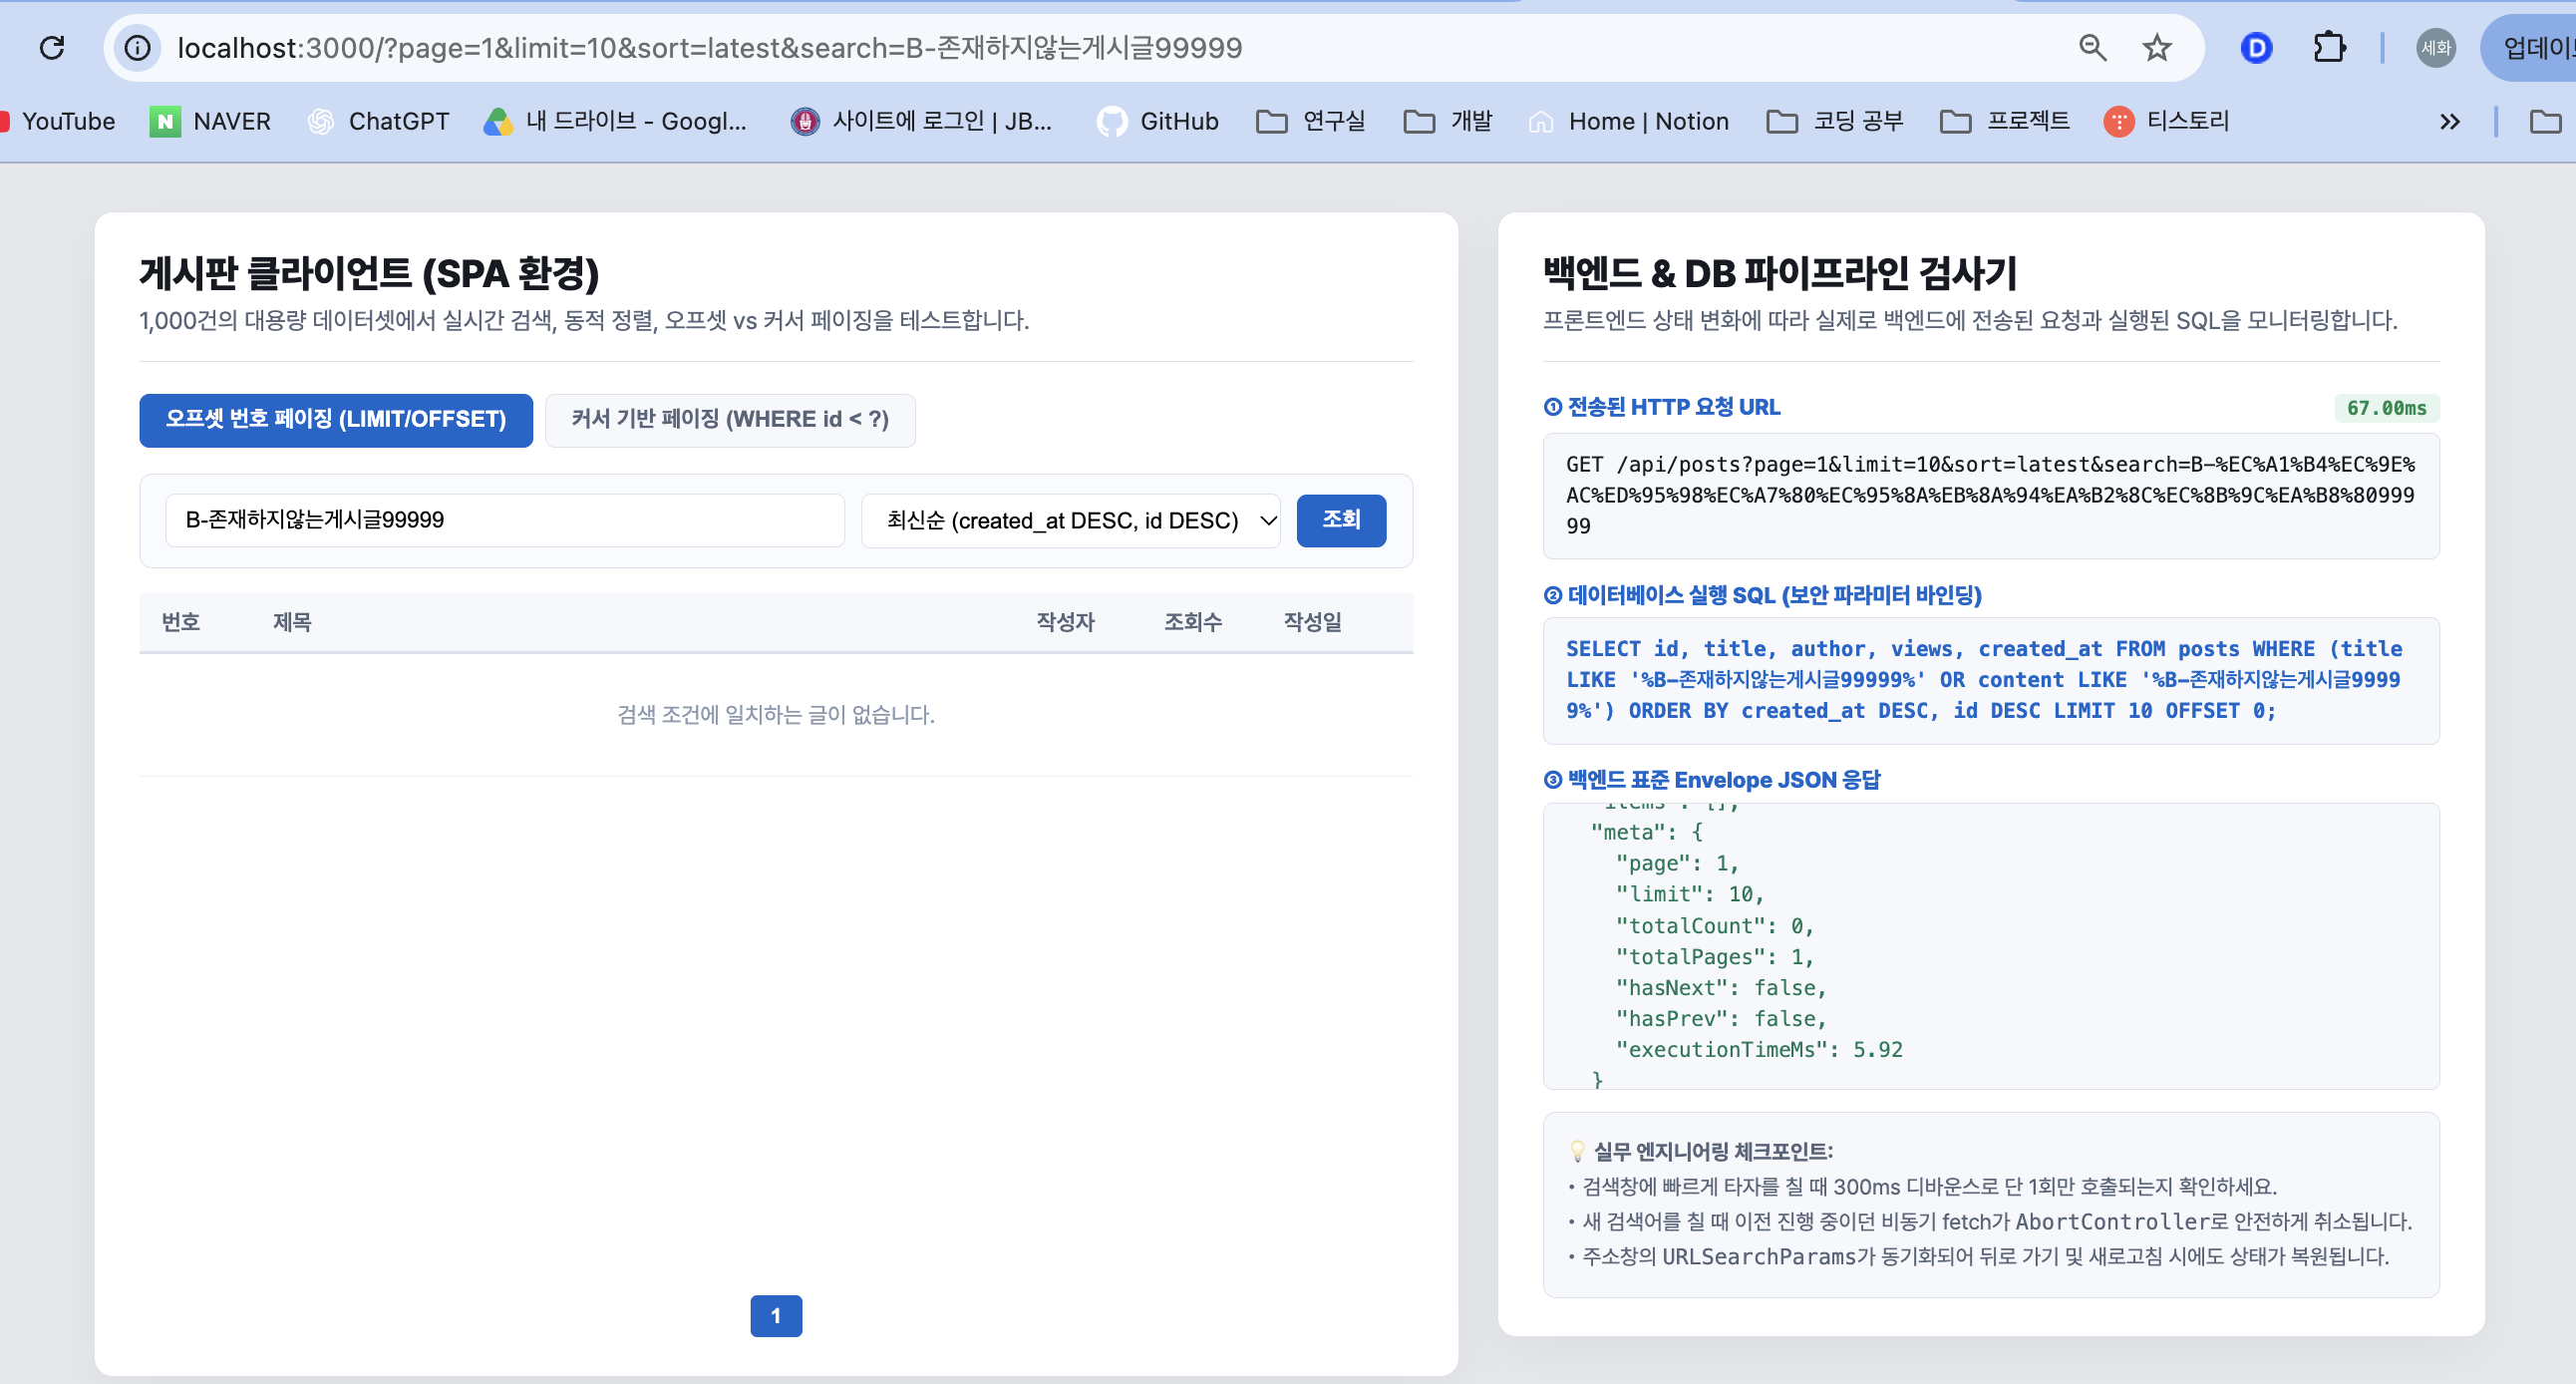 localhost:3000/?page=1&limit=10&sort=latest&search=B-존재하지않는게시글99999
세화
YouTube
NAVER
ChatGPT
내 드라이브 - Googl...
사이트에 로그인 | JB...
GitHub
연구실
개발
Home | Notion
코딩 공부
프로젝트
티스토리
게시판 클라이언트 (SPA 환경)
1,000건의 대용량 데이터셋에서 실시간 검색, 동적 정렬, 오프셋 vs 커서 페이징을 테스트합니다.
오프셋 번호 페이징 (LIMIT/OFFSET)
커서 기반 페이징 (WHERE id < ?)
B-존재하지않는게시글99999
최신순 (created_at DESC, id DESC)
조회
번호 제목 작성자 조회수 작성일
검색 조건에 일치하는 글이 없습니다.
1
백엔드 & DB 파이프라인 검사기
프론트엔드 상태 변화에 따라 실제로 백엔드에 전송된 요청과 실행된 SQL을 모니터링합니다.
① 전송된 HTTP 요청 URL
67.00ms
GET /api/posts?page=1&limit=10&sort=latest&search=B-%EC%A1%B4%EC%9E%
AC%ED%95%98%EC%A7%80%EC%95%8A%EB%8A%94%EA%B2%8C%EC%8B%9C%EA%B8%80999
99
② 데이터베이스 실행 SQL (보안 파라미터 바인딩)
SELECT id, title, author, views, created_at FROM posts WHERE (title
LIKE '%B-존재하지않는게시글99999%' OR content LIKE '%B-존재하지않는게시글9999
9%') ORDER BY created_at DESC, id DESC LIMIT 10 OFFSET 0;
③ 백엔드 표준 Envelope JSON 응답
"items": [],
"meta": {
"page": 1,
"limit": 10,
"totalCount": 0,
"totalPages": 1,
"hasNext": false,
"hasPrev": false,
"executionTimeMs": 5.92
}
💡 실무 엔지니어링 체크포인트:
• 검색창에 빠르게 타자를 칠 때 300ms 디바운스로 단 1회만 호출되는지 확인하세요.
• 새 검색어를 칠 때 이전 진행 중이던 비동기 fetch가 AbortController로 안전하게 취소됩니다.
• 주소창의 URLSearchParams가 동기화되어 뒤로 가기 및 새로고침 시에도 상태가 복원됩니다.